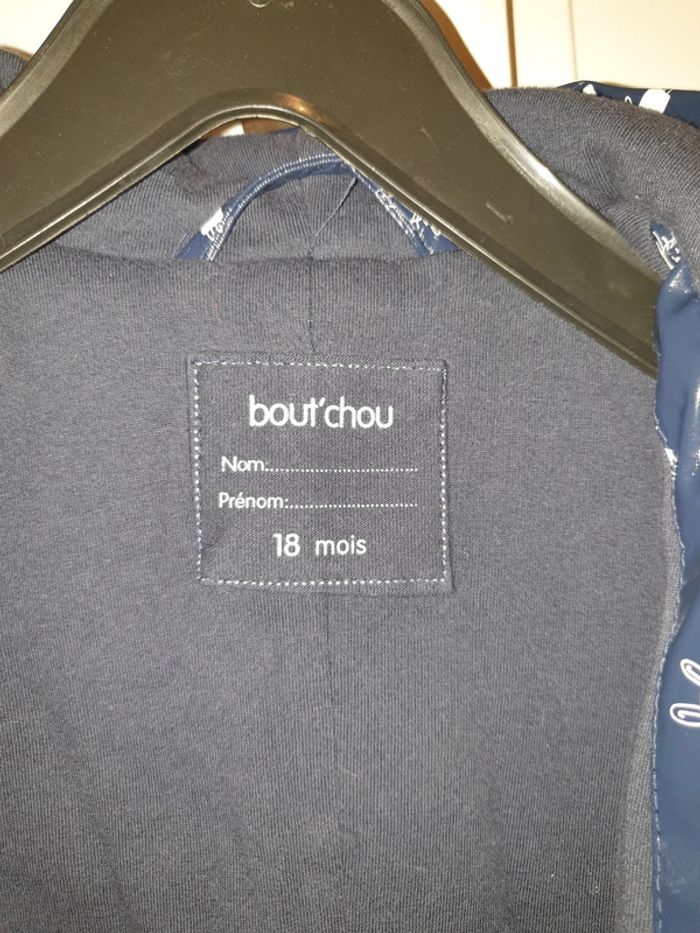 bout'chou
Nom:..............................
Prénom:..........................
18 mois